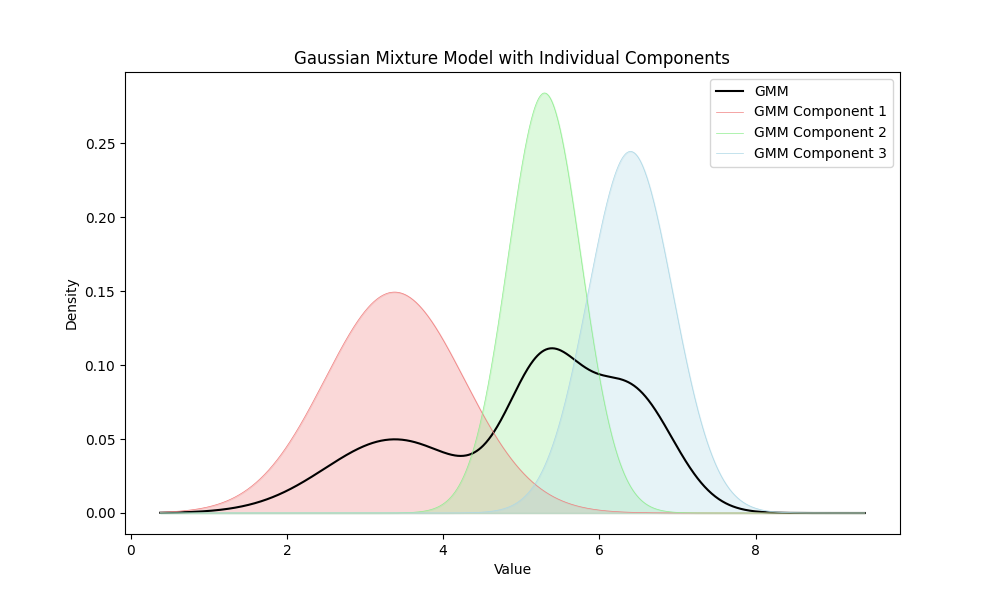 Gaussian Mixture Model with Individual Components
GMM
GMM Component 1
GMM Component 2
GMM Component 3
Density
0.25
0.20
0.15
0.10
0.05
0.00
0 2 4 6 8
Value